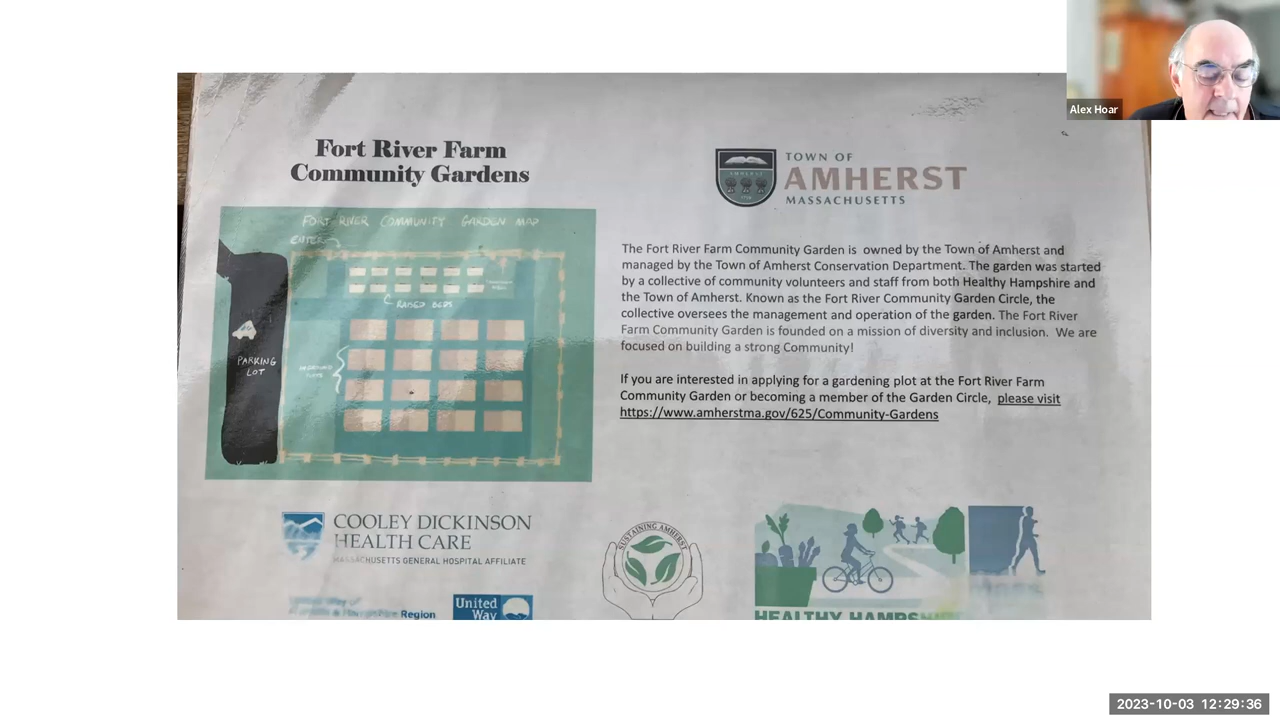 Alex Hoar
Fort River Farm
Community Gardens
FORT RIVER COMMUNITY GARDEN MAP
ENTER
RAISED BEDS
PARKING
LOT
TOWN OF
AMHERST
MASSACHUSETTS
The Fort River Farm Community Garden is owned by the Town of Amherst and
managed by the Town of Amherst Conservation Department. The garden was started
by a collective of community volunteers and staff from both Healthy Hampshire and
the Town of Amherst. Known as the Fort River Community Garden Circle, the
collective oversees the management and operation of the garden. The Fort River
Farm Community Garden is founded on a mission of diversity and inclusion. We are
focused on building a strong Community!
If you are interested in applying for a gardening plot at the Fort River Farm
Community Garden or becoming a member of the Garden Circle, please visit
https://www.amherstma.gov/625/Community-Gardens
COOLEY DICKINSON
HEALTH CARE
MASSACHUSETTS GENERAL HOSPITAL AFFILIATE
& Hampshire Region
United
Way
SUSTAINING AMHERST
HEALTHY
2023-10-03 12:29:36